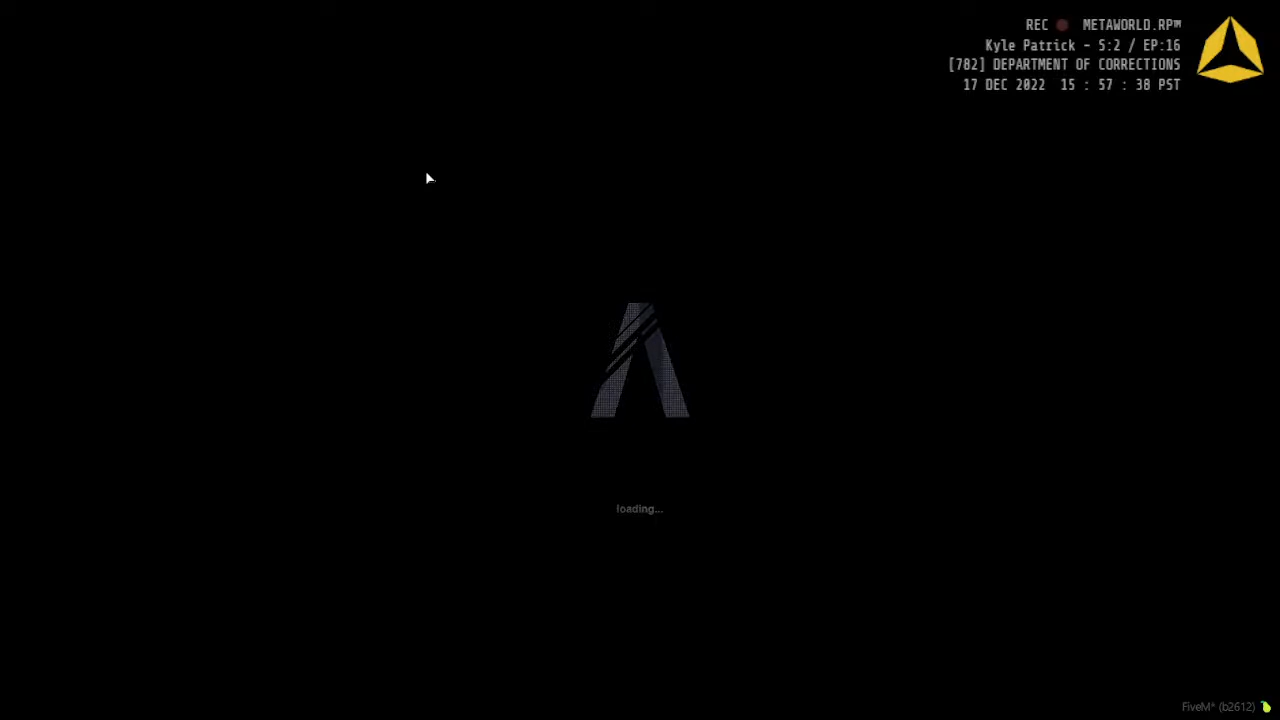 REC METAWORLD.RP™
Kyle Patrick - S:2 / EP:16
[782] DEPARTMENT OF CORRECTIONS
17 DEC 2022 15 : 57 : 38 PST
loading...
FiveM* (b2612)